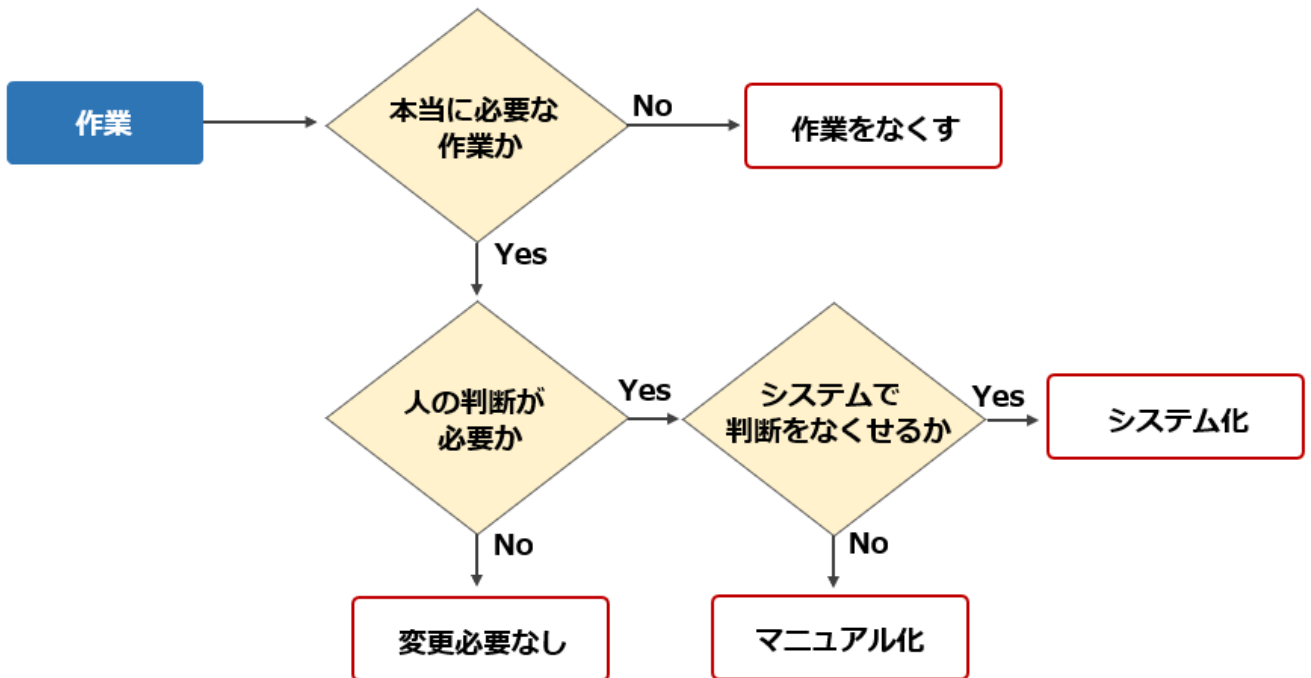 作業
本当に必要な
作業か
No
作業をなくす
Yes
人の判断が
必要か
Yes
システムで
判断をなくせるか
Yes
システム化
No
変更必要なし
No
マニュアル化